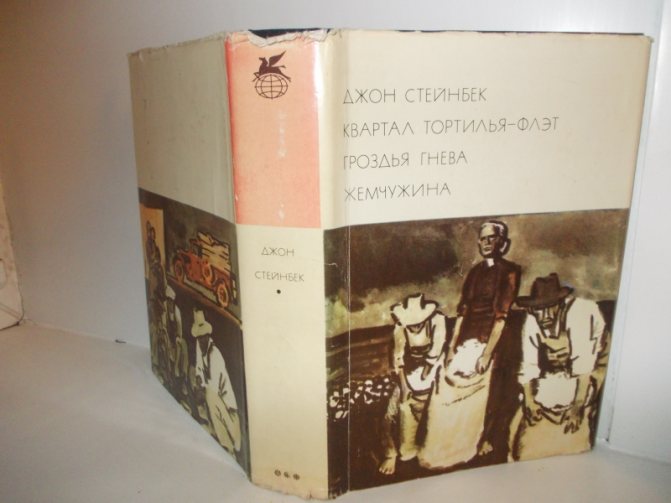 ДЖОН СТЕЙНБЕК
КВАРТАЛ ТОРТИЛЬЯ-ФЛЭТ
ГРОЗДЬЯ ГНЕВА
ЖЕМЧУЖИНА
ДЖОН
СТЕЙНБЕК